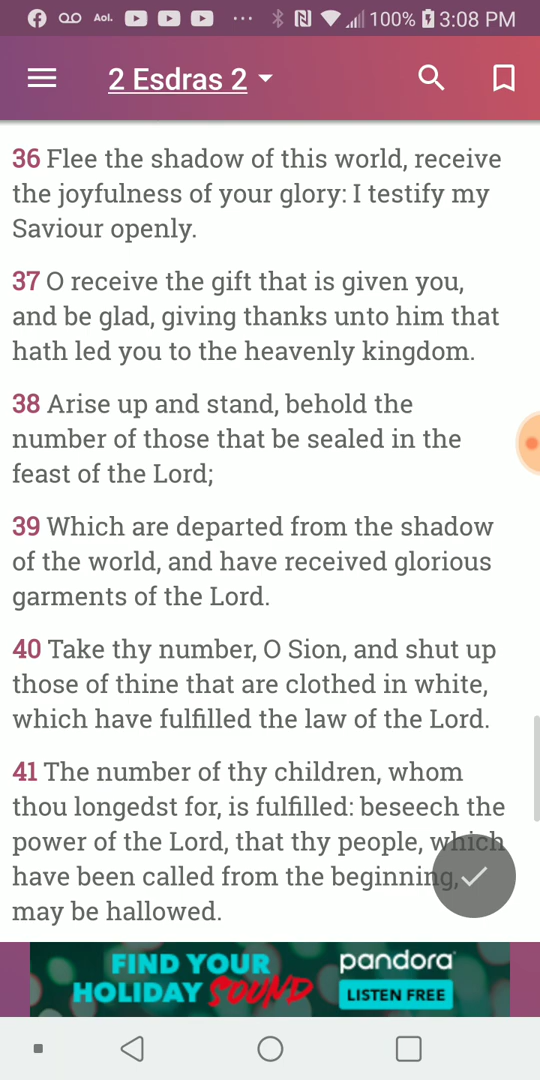 Aol. 100% 3:08 PM
2 Esdras 2
36 Flee the shadow of this world, receive
the joyfulness of your glory: I testify my
Saviour openly.
37 O receive the gift that is given you,
and be glad, giving thanks unto him that
hath led you to the heavenly kingdom.
38 Arise up and stand, behold the
number of those that be sealed in the
feast of the Lord;
39 Which are departed from the shadow
of the world, and have received glorious
garments of the Lord.
40 Take thy number, O Sion, and shut up
those of thine that are clothed in white,
which have fulfilled the law of the Lord.
41 The number of thy children, whom
thou longedst for, is fulfilled: beseech the
power of the Lord, that thy people, which
have been called from the beginning,
may be hallowed.
FIND YOUR
HOLIDAY SOUND
pandora
LISTEN FREE